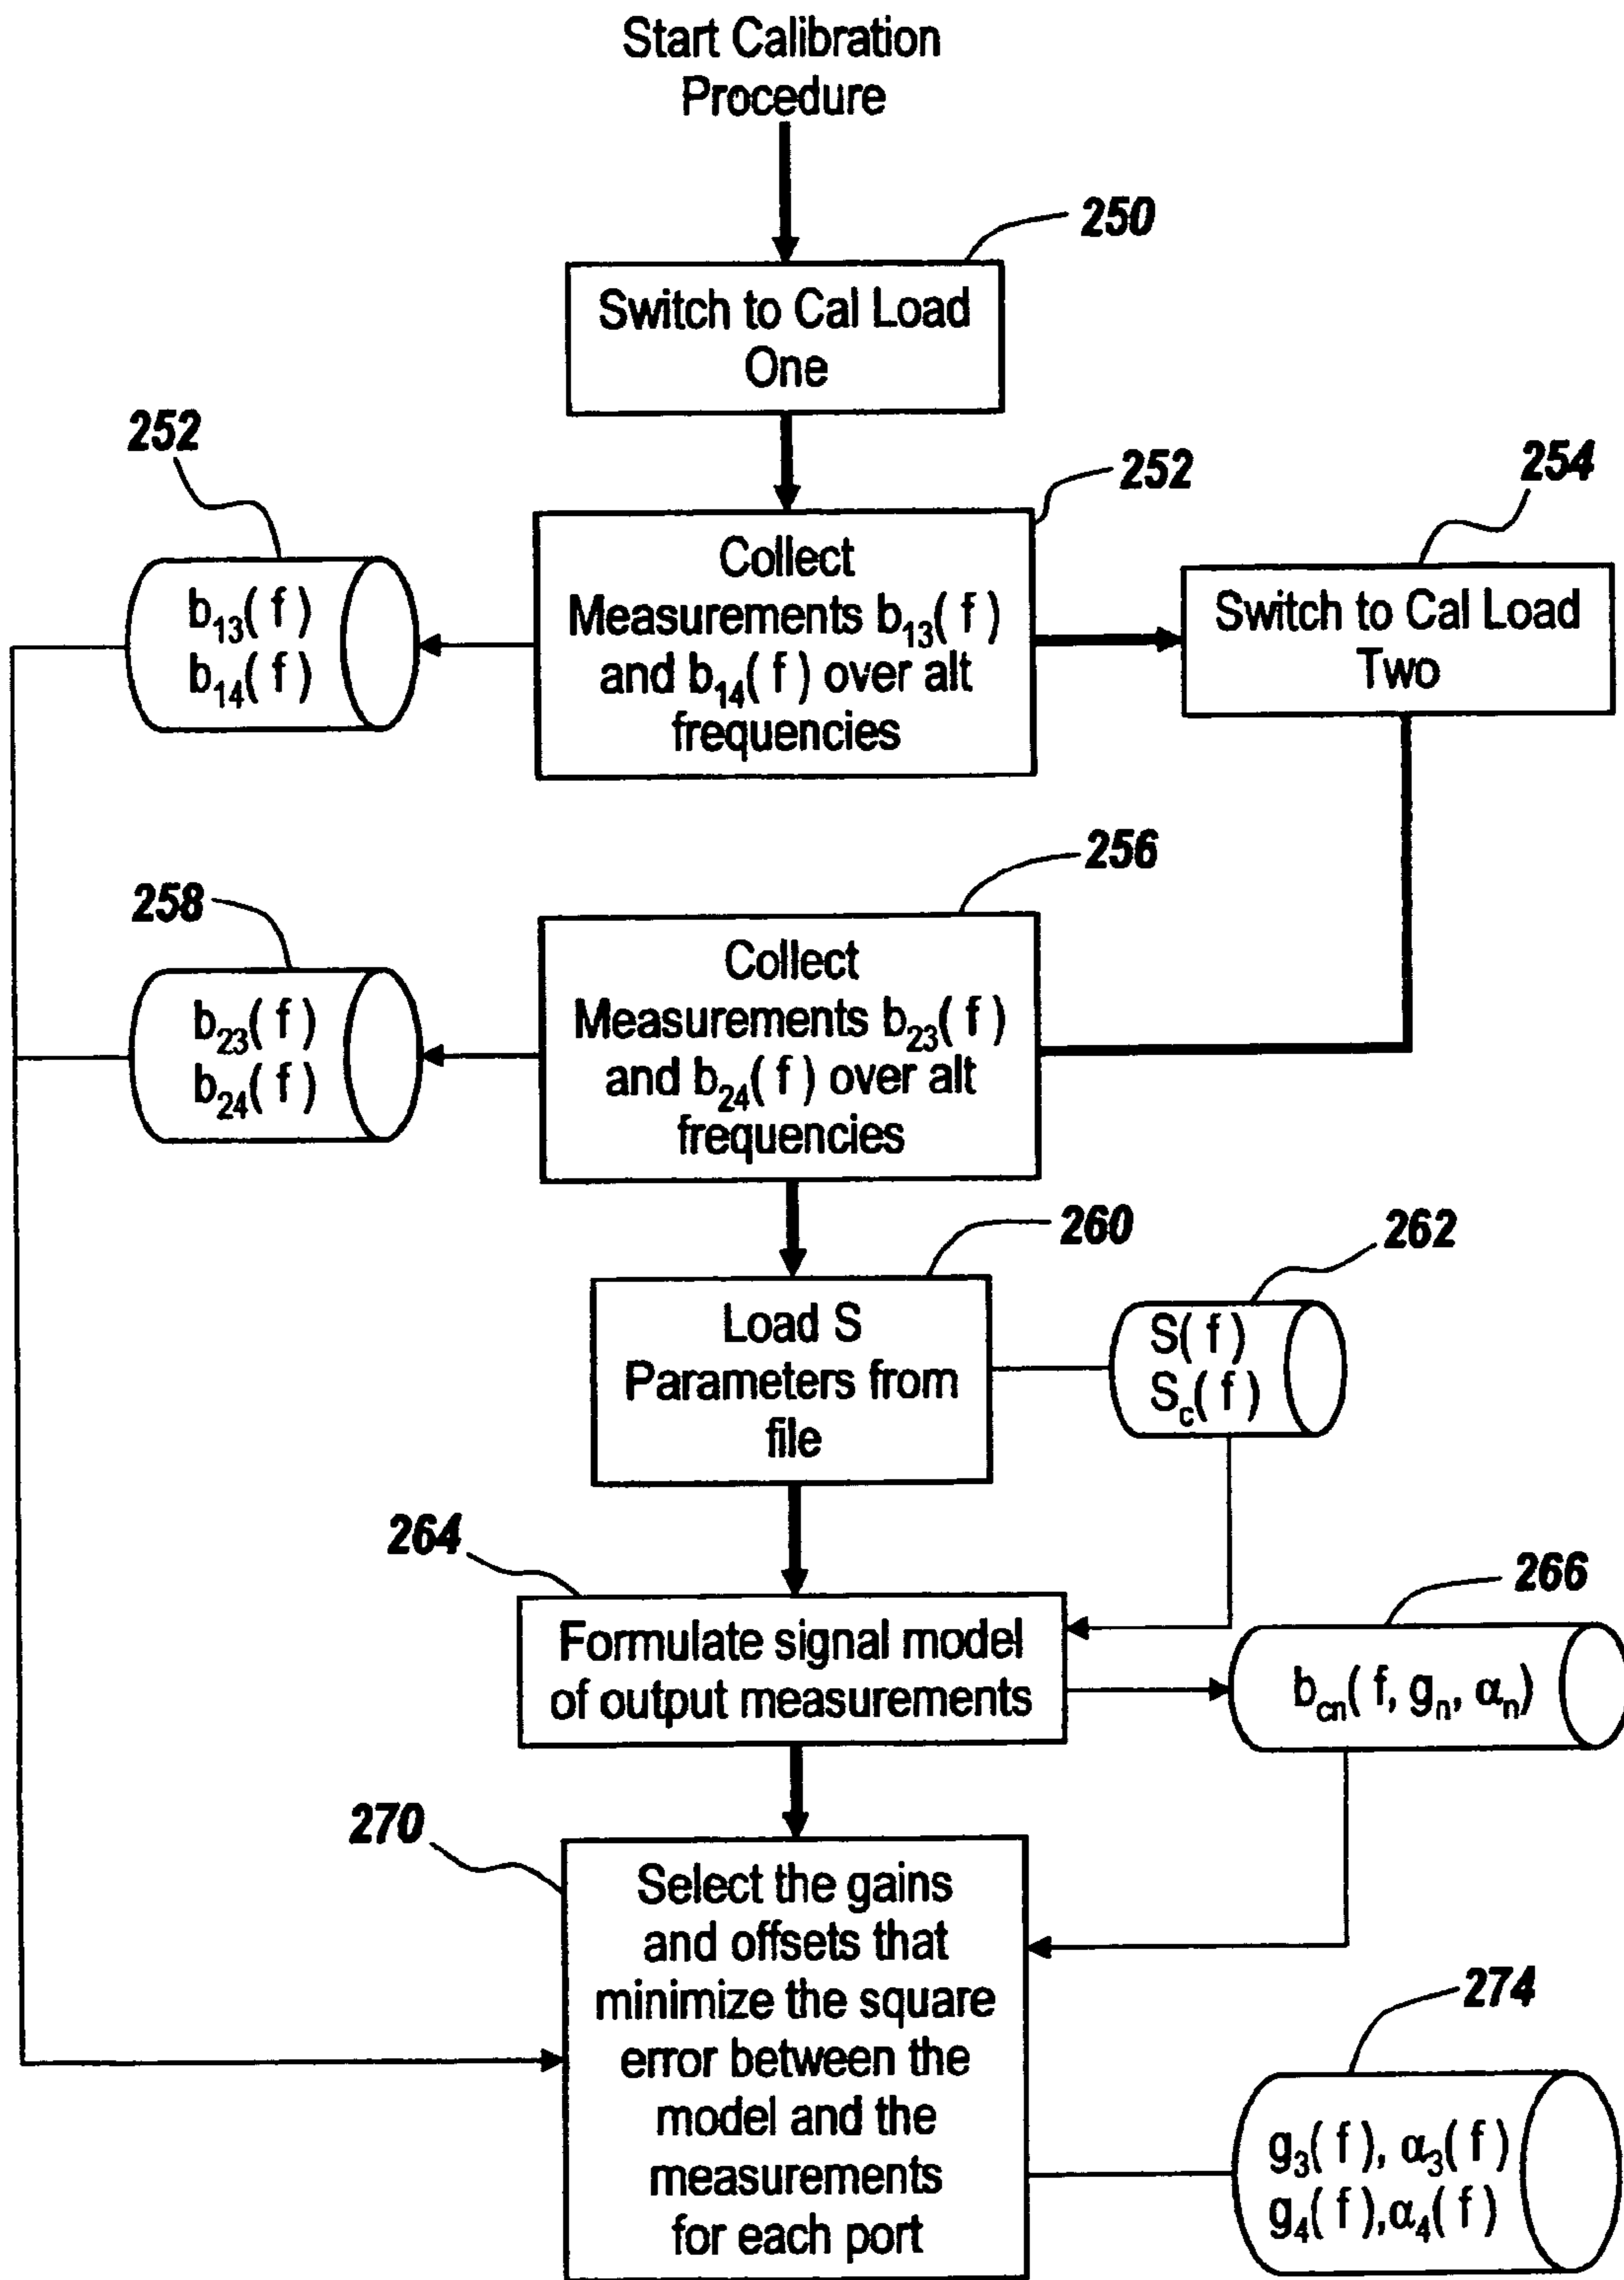 Start Calibration
Procedure
250
Switch to Cal Load
One
252
252
254
Collect
Measurements b₁₃( f )
and b₁₄( f ) over alt
frequencies
b₁₃( f )
b₁₄( f )
Switch to Cal Load
Two
256
258
Collect
Measurements b₂₃( f )
and b₂₄( f ) over alt
frequencies
b₂₃( f )
b₂₄( f )
260
262
Load S
Parameters from
file
S( f )
S_c( f )
264
266
Formulate signal model
of output measurements
b_cn( f, gₙ, αₙ)
270
Select the gains
and offsets that
minimize the square
error between the
model and the
measurements
for each port
274
g₃( f ), α₃( f )
g₄( f ),α₄( f )